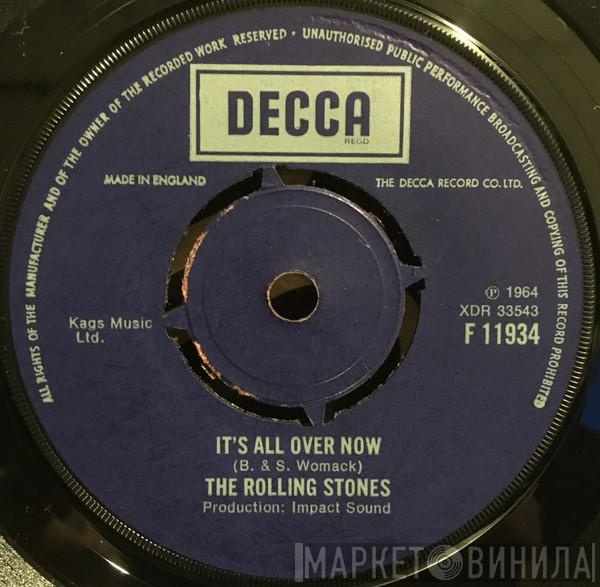 ALL RIGHTS OF THE MANUFACTURER AND OF THE OWNER OF THE RECORDED WORK RESERVED • UNAUTHORISED PUBLIC PERFORMANCE BROADCASTING AND COPYING OF THIS RECORD PROHIBITED
DECCA
REGD.
MADE IN ENGLAND
THE DECCA RECORD CO. LTD.
℗ 1964
XDR 33543
F 11934
Kags Music
Ltd.
IT'S ALL OVER NOW
(B. & S. Womack)
THE ROLLING STONES
Production: Impact Sound
МАРКЕТ ВИНИЛА